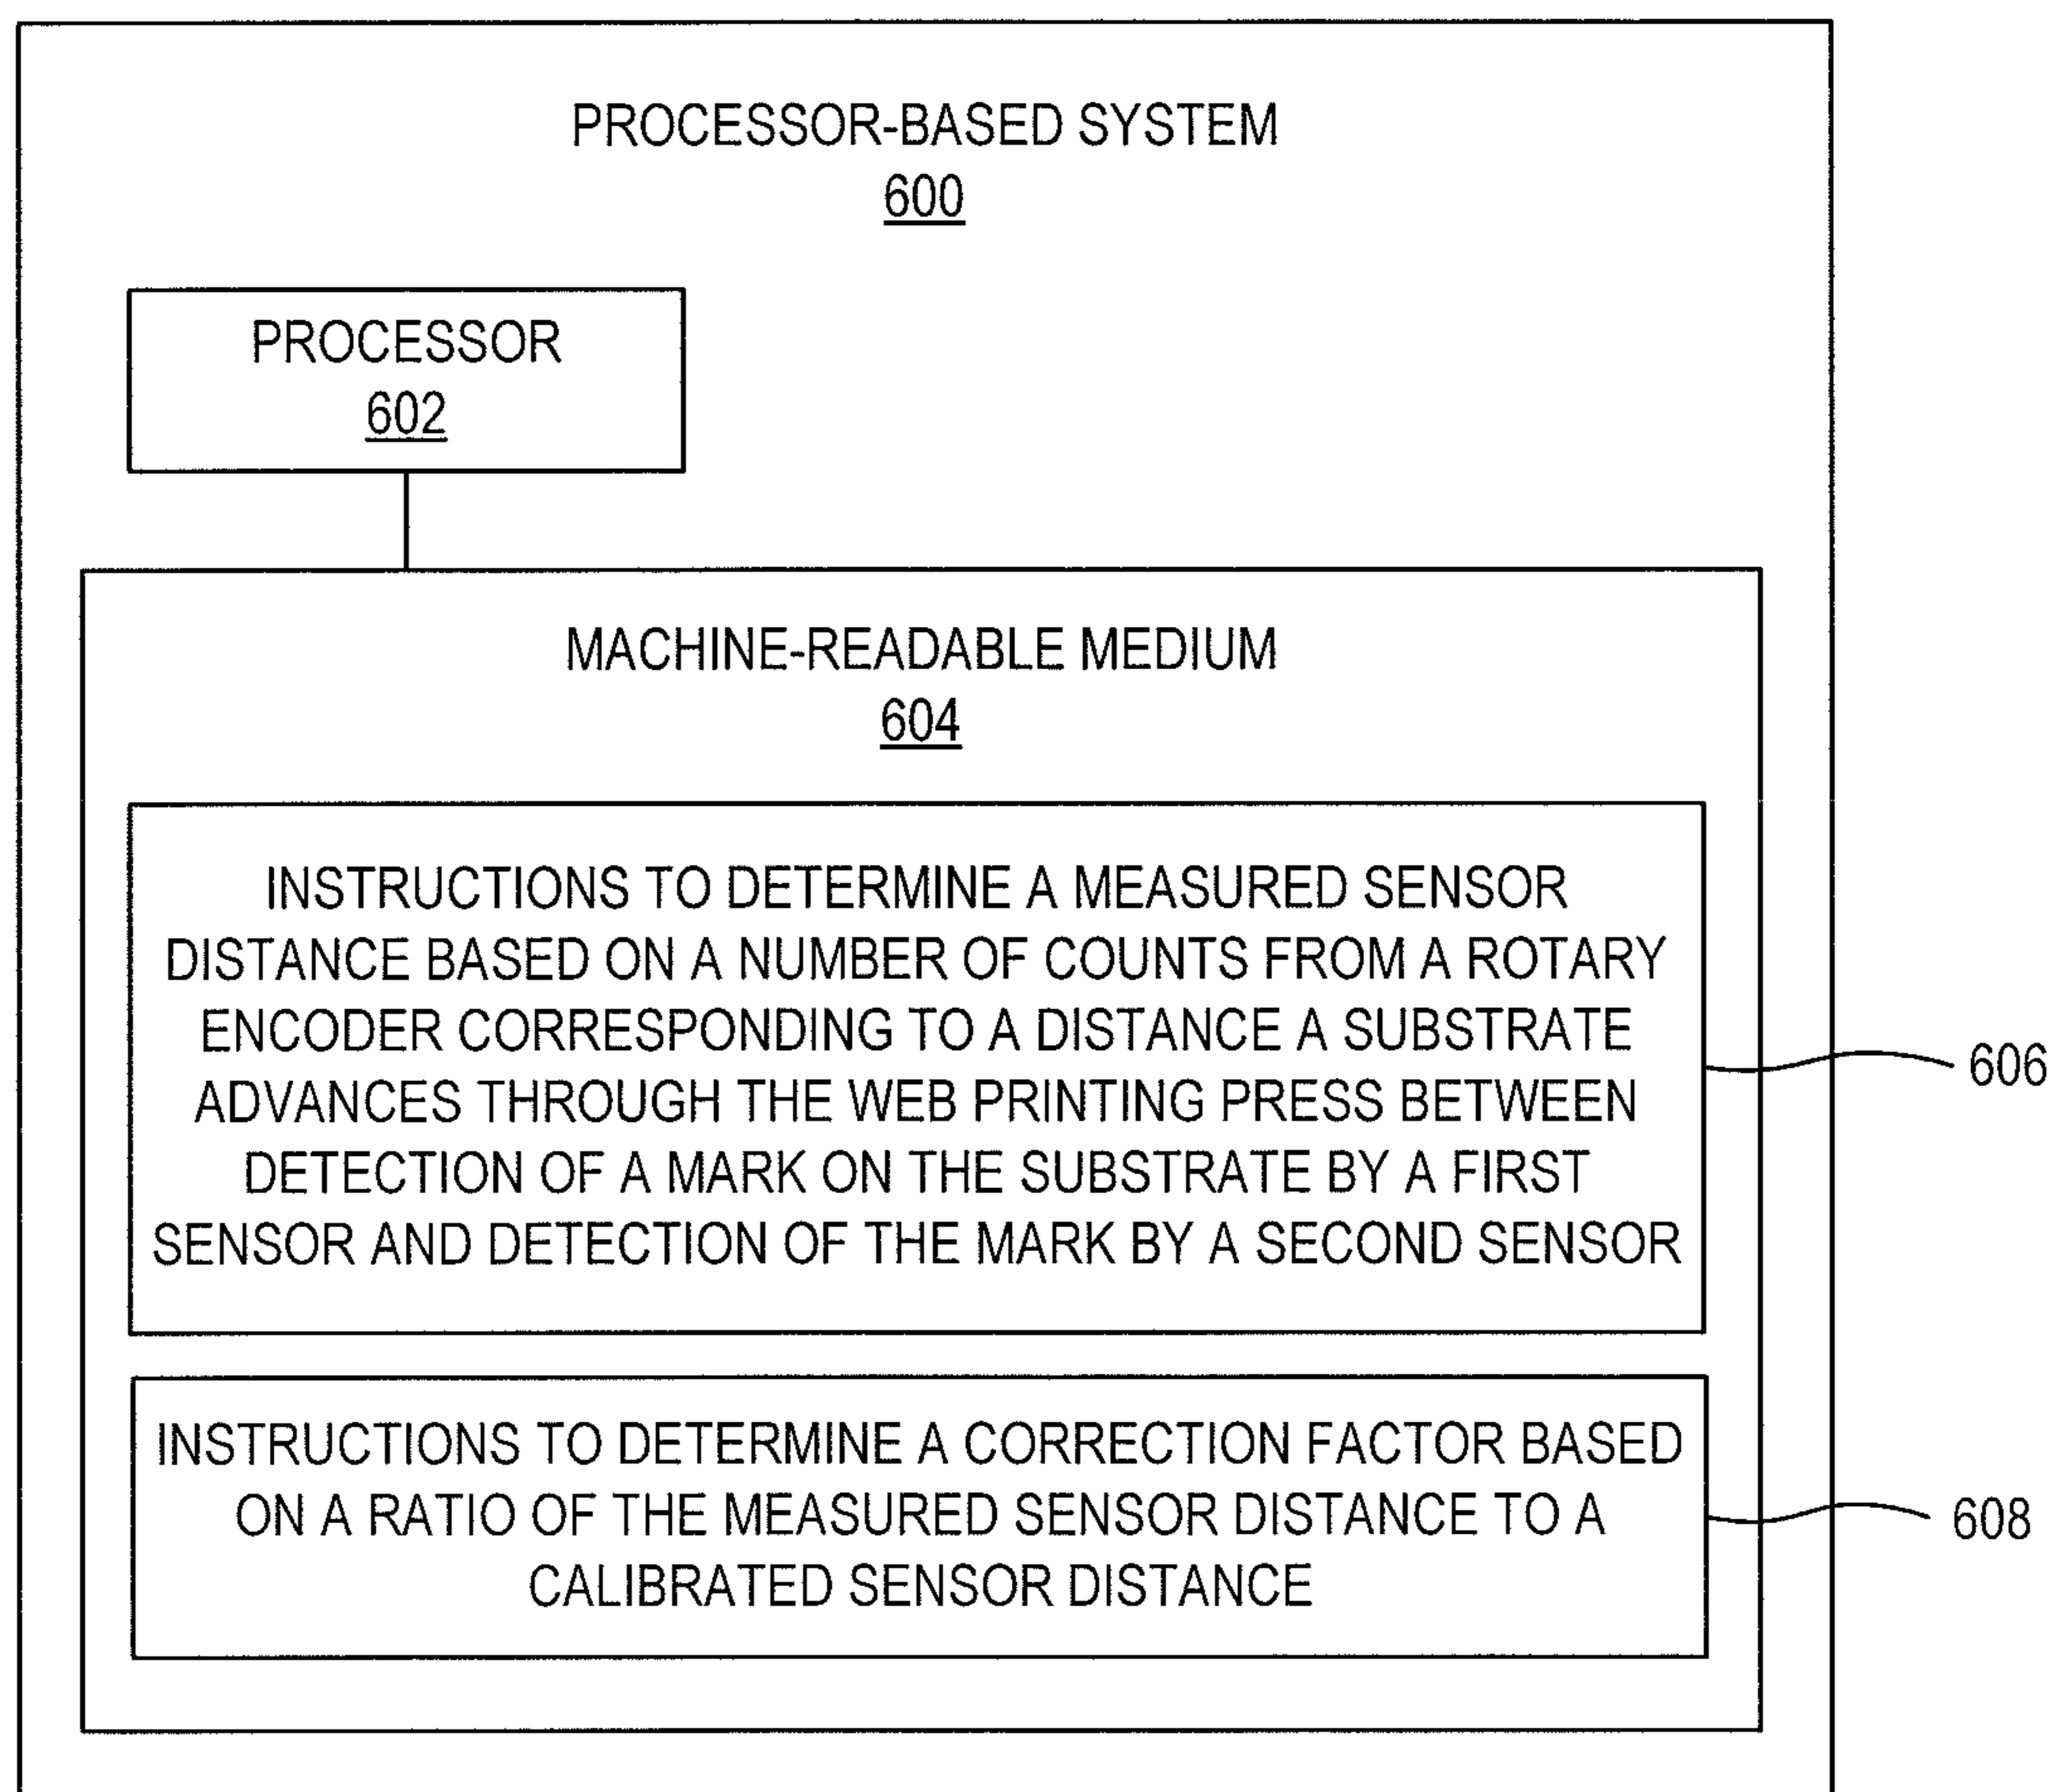 PROCESSOR-BASED SYSTEM
600
PROCESSOR
602
MACHINE-READABLE MEDIUM
604
INSTRUCTIONS TO DETERMINE A MEASURED SENSOR
DISTANCE BASED ON A NUMBER OF COUNTS FROM A ROTARY
ENCODER CORRESPONDING TO A DISTANCE A SUBSTRATE
ADVANCES THROUGH THE WEB PRINTING PRESS BETWEEN
DETECTION OF A MARK ON THE SUBSTRATE BY A FIRST
SENSOR AND DETECTION OF THE MARK BY A SECOND SENSOR
606
INSTRUCTIONS TO DETERMINE A CORRECTION FACTOR BASED
ON A RATIO OF THE MEASURED SENSOR DISTANCE TO A
CALIBRATED SENSOR DISTANCE
608